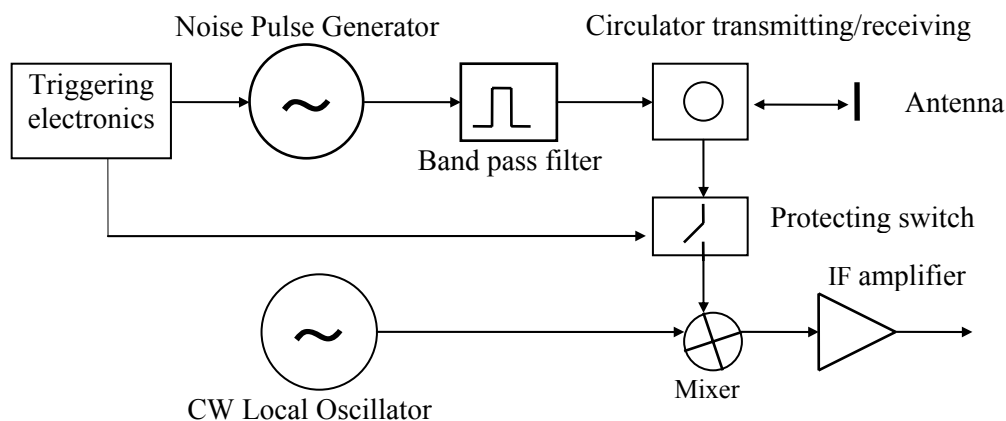 Noise Pulse Generator
Circulator transmitting/receiving
Triggering
electronics
Antenna
Band pass filter
Protecting switch
IF amplifier
Mixer
CW Local Oscillator